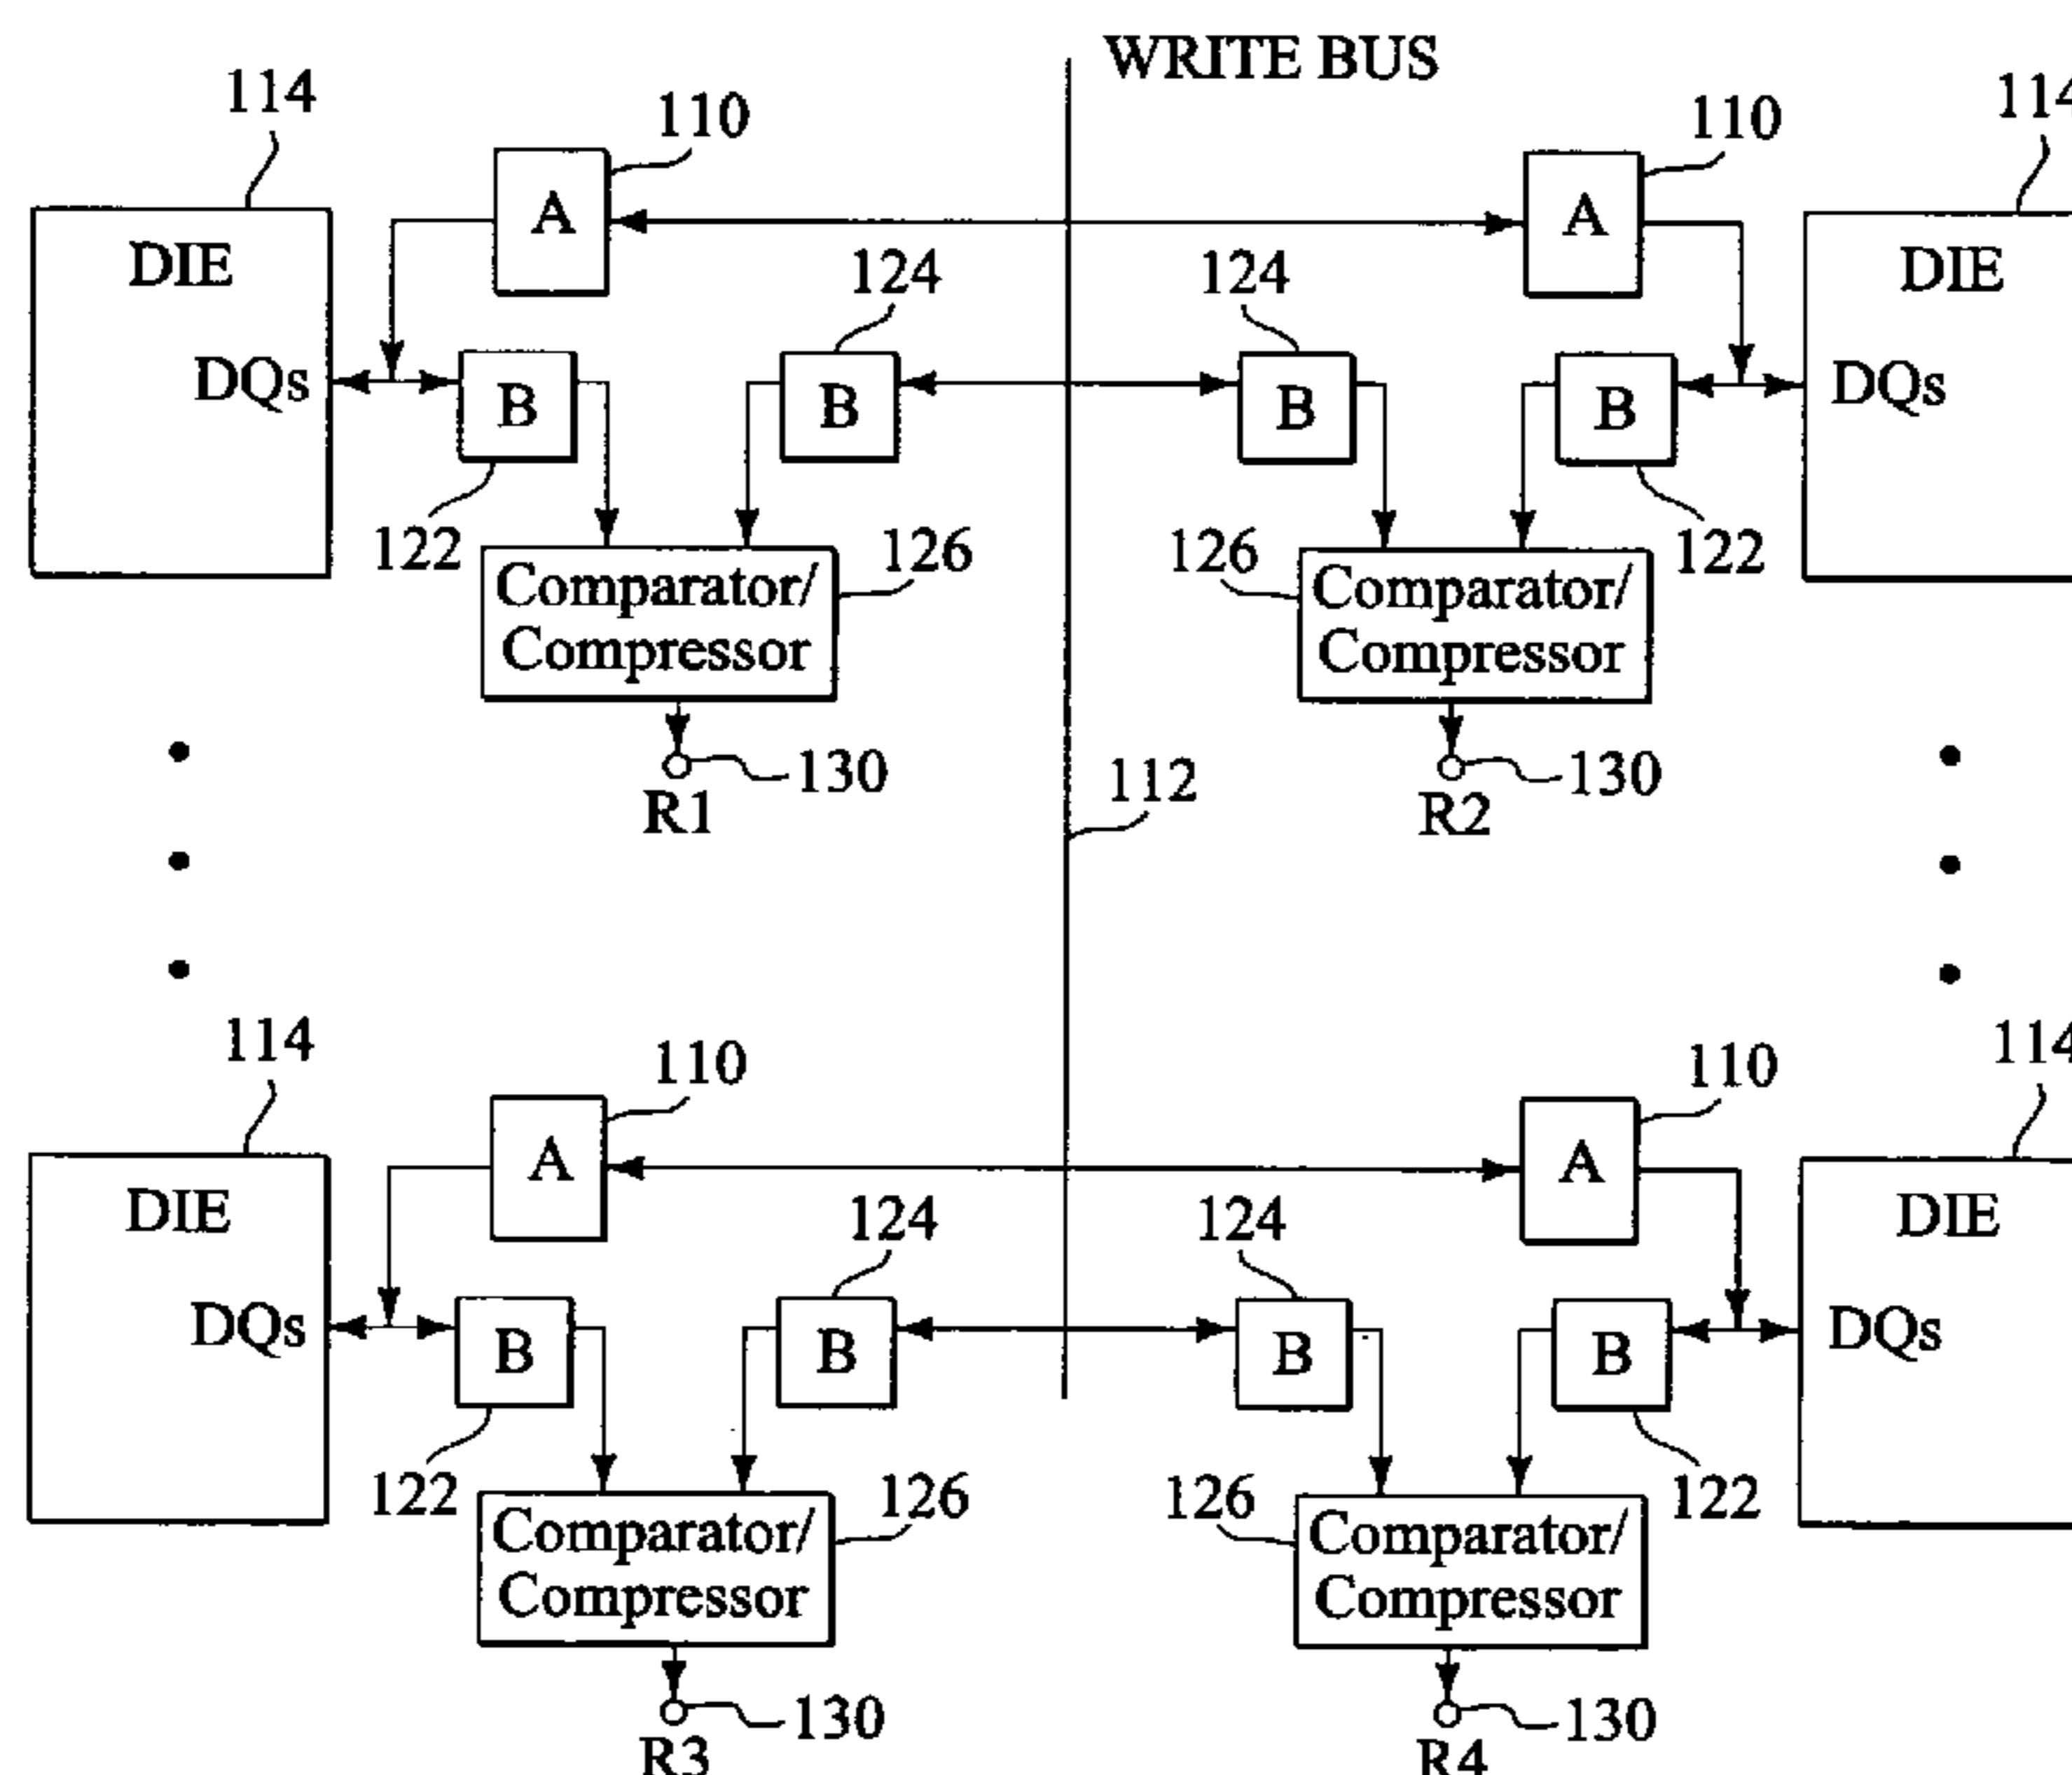 WRITE BUS
114
110
110
114
A
A
DIE
DIE
124
124
DQs
B
B
B
B
DQs
122
126
126
122
Comparator/
Compressor
Comparator/
Compressor
130
112
130
R1
R2
114
110
110
114
A
A
DIE
DIE
124
124
DQs
B
B
B
B
DQs
122
126
126
122
Comparator/
Compressor
Comparator/
Compressor
130
130
R3
R4